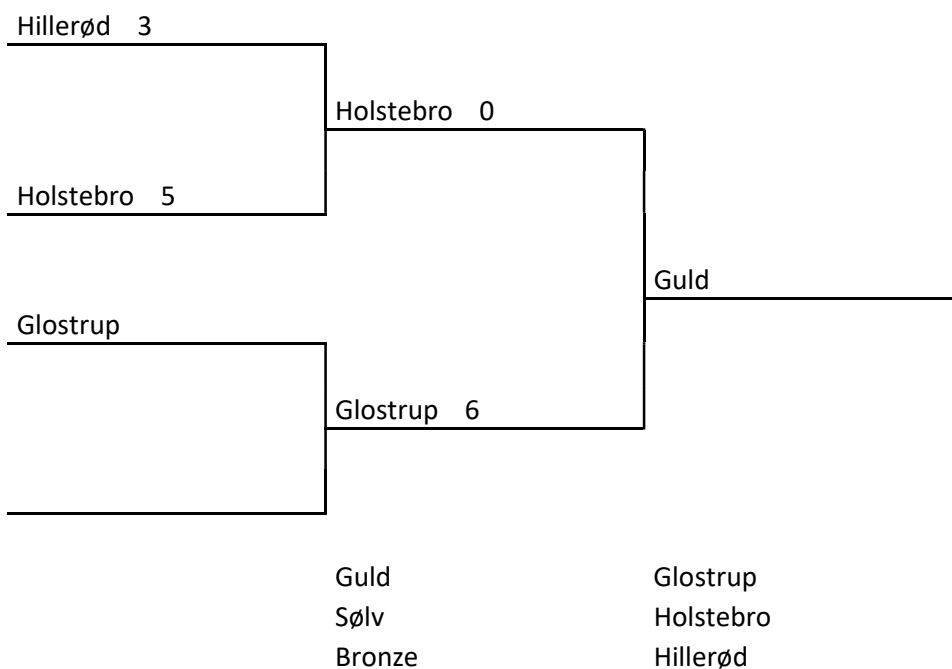 Hillerød 3
Holstebro 0
Holstebro 5
Guld
Glostrup
Glostrup 6
Guld Glostrup
Sølv Holstebro
Bronze Hillerød